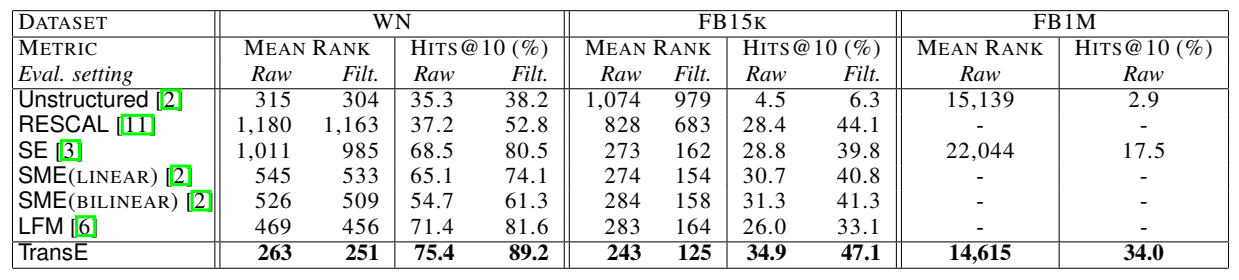 DATASET WN FB15K FB1M
METRIC MEAN RANK HITS@10 (%) MEAN RANK HITS@10 (%) MEAN RANK HITS@10 (%)
Eval. setting Raw Filt. Raw Filt. Raw Filt. Raw Filt. Raw Raw
Unstructured [2] 315 304 35.3 38.2 1,074 979 4.5 6.3 15,139 2.9
RESCAL [11] 1,180 1,163 37.2 52.8 828 683 28.4 44.1 - -
SE [3] 1,011 985 68.5 80.5 273 162 28.8 39.8 22,044 17.5
SME(LINEAR) [2] 545 533 65.1 74.1 274 154 30.7 40.8 - -
SME(BILINEAR) [2] 526 509 54.7 61.3 284 158 31.3 41.3 - -
LFM [6] 469 456 71.4 81.6 283 164 26.0 33.1 - -
TransE 263 251 75.4 89.2 243 125 34.9 47.1 14,615 34.0